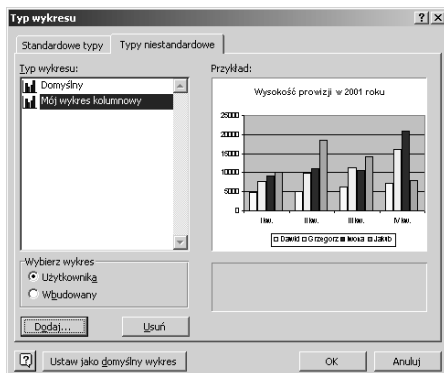 Typ wykresu
Standardowe typy
Typy niestandardowe
Typ wykresu:
Domyślny
Mój wykres kolumnowy
Przykład:
Wysokość prowizji w 2001 roku
25000
20000
15000
10000
5000
0
I kw.
II kw.
III kw.
IV kw.
Dawid Grzegorz Iwona Jakub
Wybierz wykres
Użytkownika
Wbudowany
Dodaj...
Usuń
Ustaw jako domyślny wykres
OK
Anuluj